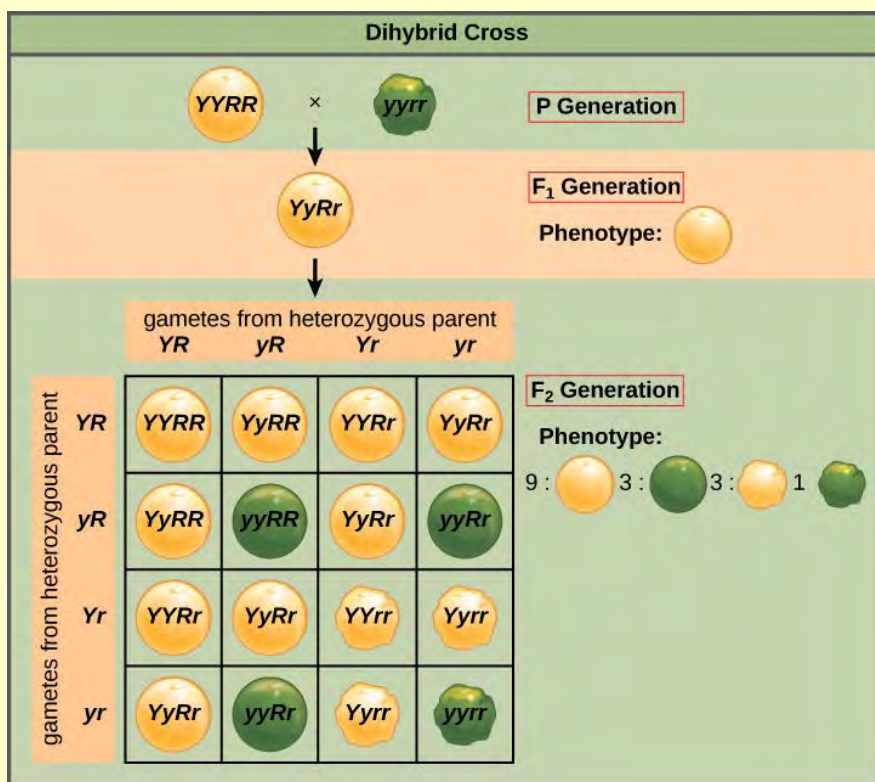 Dihybrid Cross
YYRR × yyrr P Generation
YyRr
F₁ Generation
Phenotype:
gametes from heterozygous parent
YR yR Yr yr
gametes from heterozygous parent
YR YYRR YyRR YYRr YyRr
yR YyRR yyRR YyRr yyRr
Yr YYRr YyRr YYrr Yyrr
yr YyRr yyRr Yyrr yyrr
F₂ Generation
Phenotype:
9 : 3 : 3 : 1